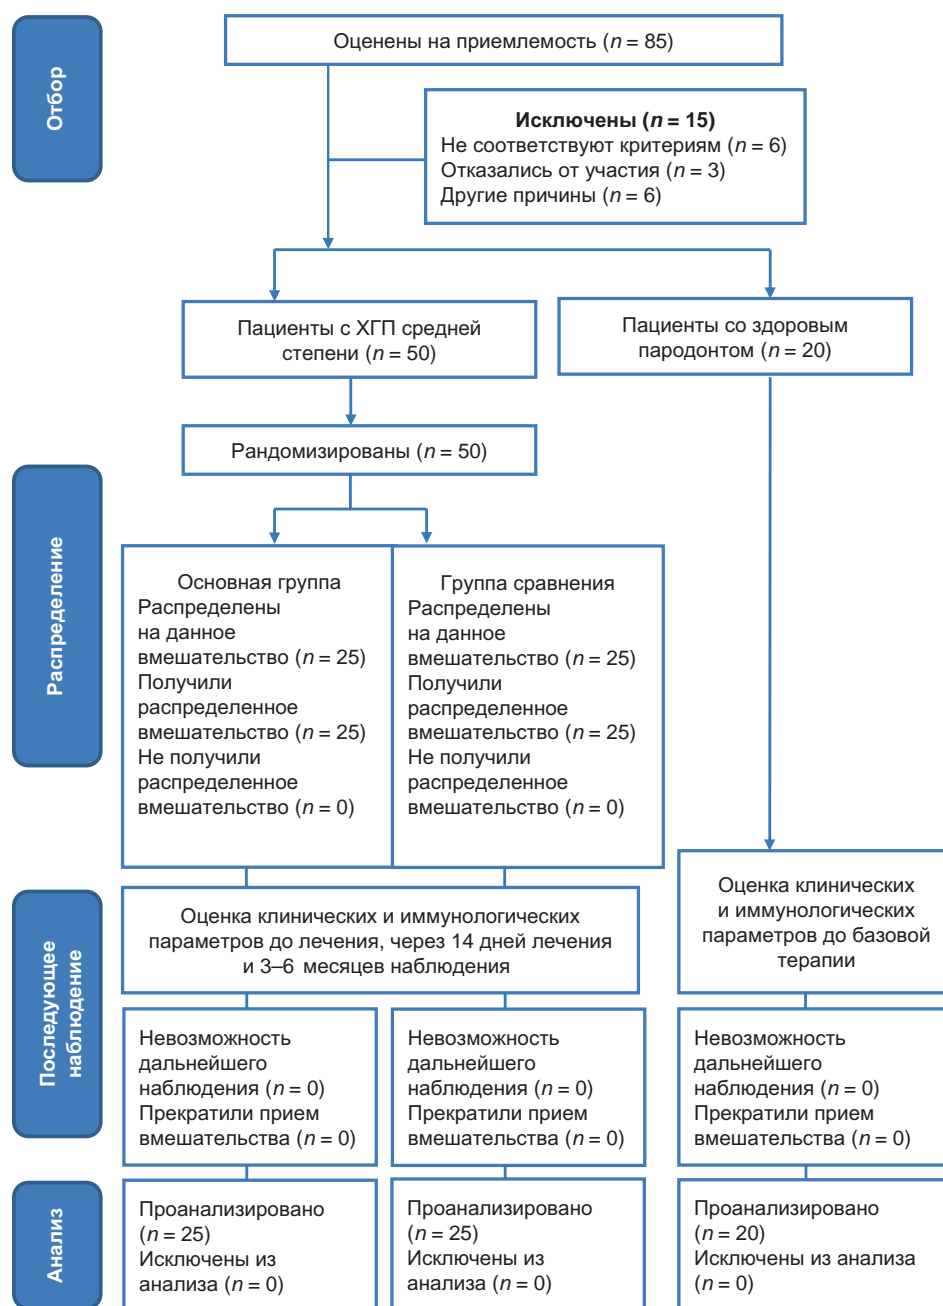 Отбор
Оценены на приемлемость (n = 85)
Исключены (n = 15)
Не соответствуют критериям (n = 6)
Отказались от участия (n = 3)
Другие причины (n = 6)
Пациенты с ХГП средней
степени (n = 50)
Пациенты со здоровым
пародонтом (n = 20)
Рандомизированы (n = 50)
Распределение
Основная группа
Распределены
на данное
вмешательство (n = 25)
Получили
распределенное
вмешательство (n = 25)
Не получили
распределенное
вмешательство (n = 0)
Группа сравнения
Распределены
на данное
вмешательство (n = 25)
Получили
распределенное
вмешательство (n = 25)
Не получили
распределенное
вмешательство (n = 0)
Последующее
наблюдение
Оценка клинических и иммунологических
параметров до лечения, через 14 дней лечения
и 3–6 месяцев наблюдения
Оценка клинических
и иммунологических
параметров до базовой
терапии
Невозможность
дальнейшего
наблюдения (n = 0)
Прекратили прием
вмешательства (n = 0)
Невозможность
дальнейшего
наблюдения (n = 0)
Прекратили прием
вмешательства (n = 0)
Невозможность
дальнейшего
наблюдения (n = 0)
Прекратили прием
вмешательства (n = 0)
Анализ
Проанализировано
(n = 25)
Исключены из
анализа (n = 0)
Проанализировано
(n = 25)
Исключены из
анализа (n = 0)
Проанализировано
(n = 20)
Исключены из анализа
(n = 0)